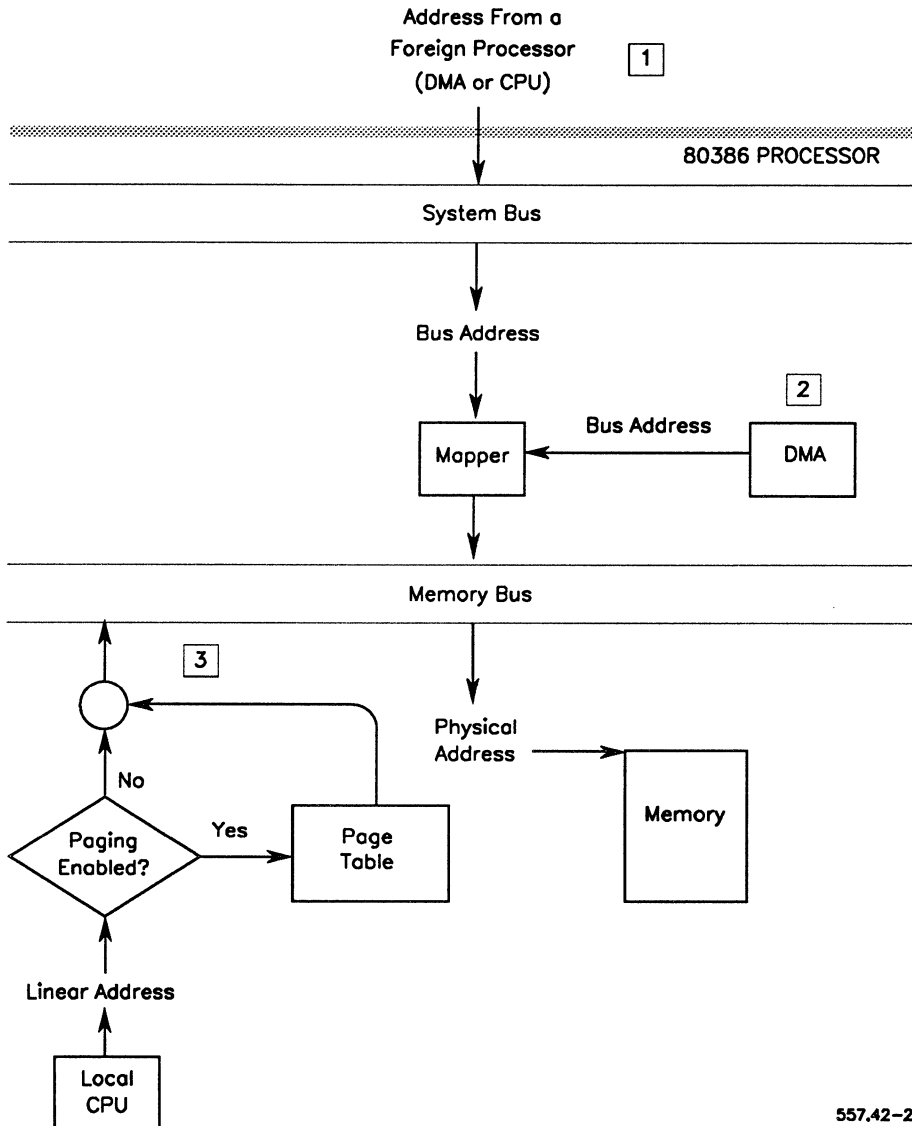 Address From a
Foreign Processor
(DMA or CPU)
1
80386 PROCESSOR
System Bus
Bus Address
2
Bus Address
Mapper
DMA
Memory Bus
3
Physical
Address
No
Memory
Yes
Paging
Enabled?
Page
Table
Linear Address
Local
CPU
557.42-2